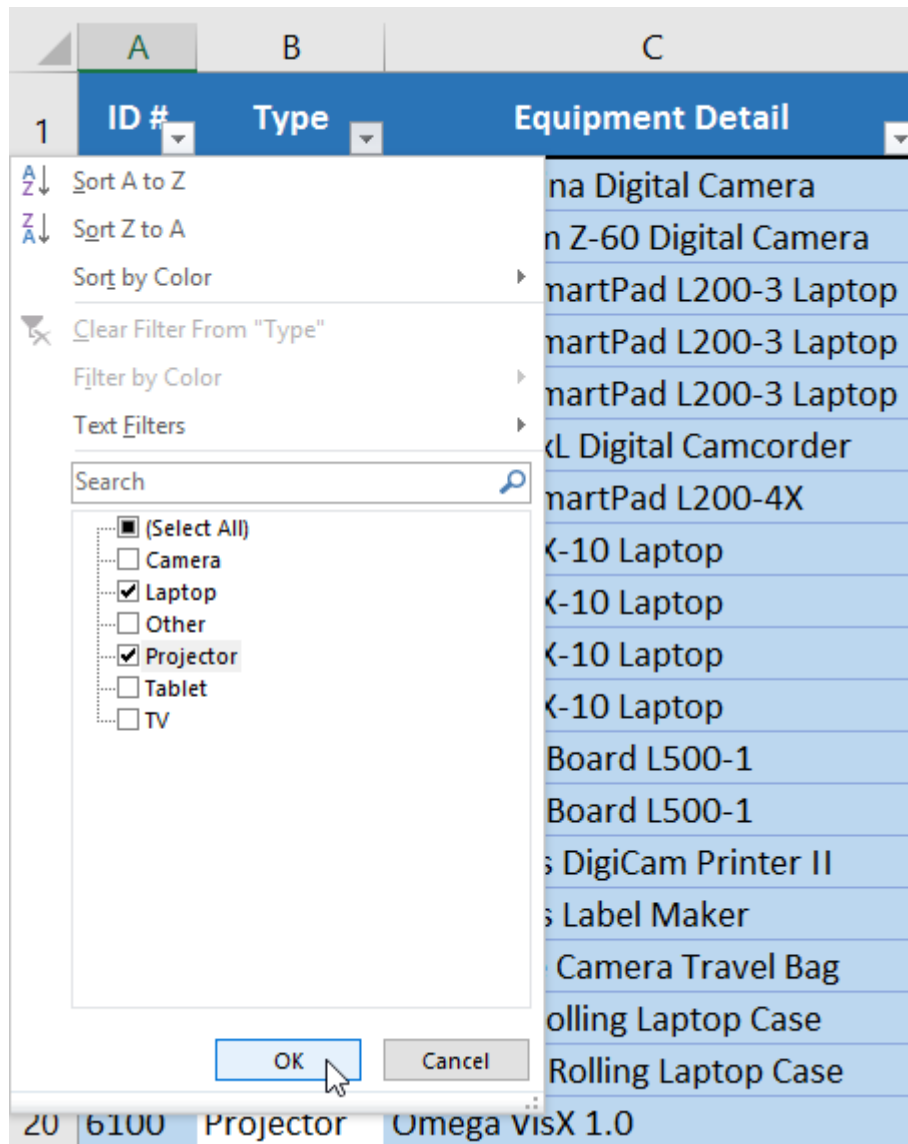 A B C
1 ID # Type Equipment Detail
Sort A to Z
na Digital Camera
Sort Z to A
Z-60 Digital Camera
Sort by Color
martPad L200-3 Laptop
Clear Filter From "Type"
martPad L200-3 Laptop
Filter by Color
martPad L200-3 Laptop
Text Filters
L Digital Camcorder
Search
martPad L200-4X
(Select All)
X-10 Laptop
Camera
Laptop
X-10 Laptop
Other
Projector
X-10 Laptop
Tablet
TV
X-10 Laptop
Board L500-1
Board L500-1
s DigiCam Printer II
s Label Maker
Camera Travel Bag
olling Laptop Case
OK Cancel
Rolling Laptop Case
20 6100 Projector Omega VisX 1.0